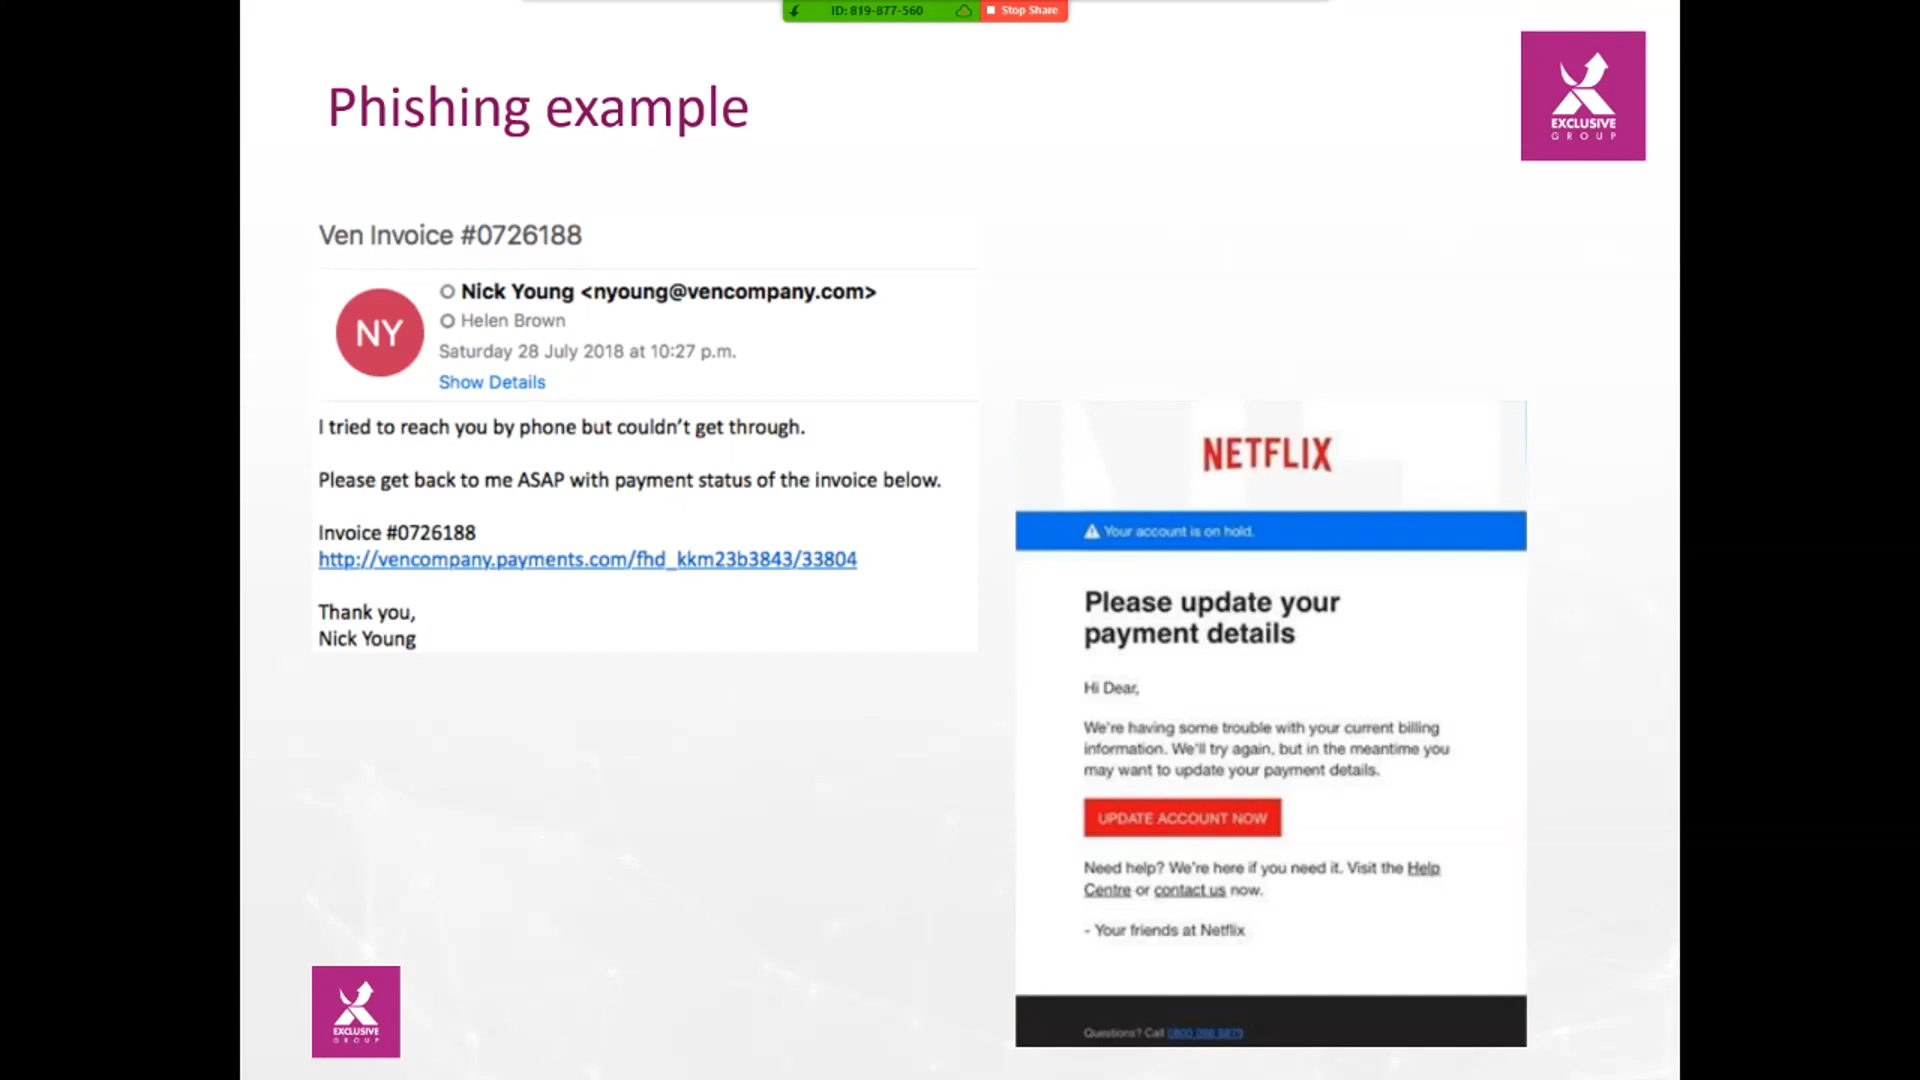 ID: 819-877-560
Stop Share
Phishing example
EXCLUSIVE
GROUP
Ven Invoice #0726188
NY
Nick Young <nyoung@vencompany.com>
Helen Brown
Saturday 28 July 2018 at 10:27 p.m.
Show Details
I tried to reach you by phone but couldn't get through.
Please get back to me ASAP with payment status of the invoice below.
Invoice #0726188
http://vencompany.payments.com/fhd_kkm23b3843/33804
Thank you,
Nick Young
NETFLIX
Your account is on hold.
Please update your
payment details
Hi Dear,
We're having some trouble with your current billing
information. We'll try again, but in the meantime you
may want to update your payment details.
UPDATE ACCOUNT NOW
Need help? We're here if you need it. Visit the Help
Centre or contact us now.
- Your friends at Netflix
Questions? Call
EXCLUSIVE
GROUP